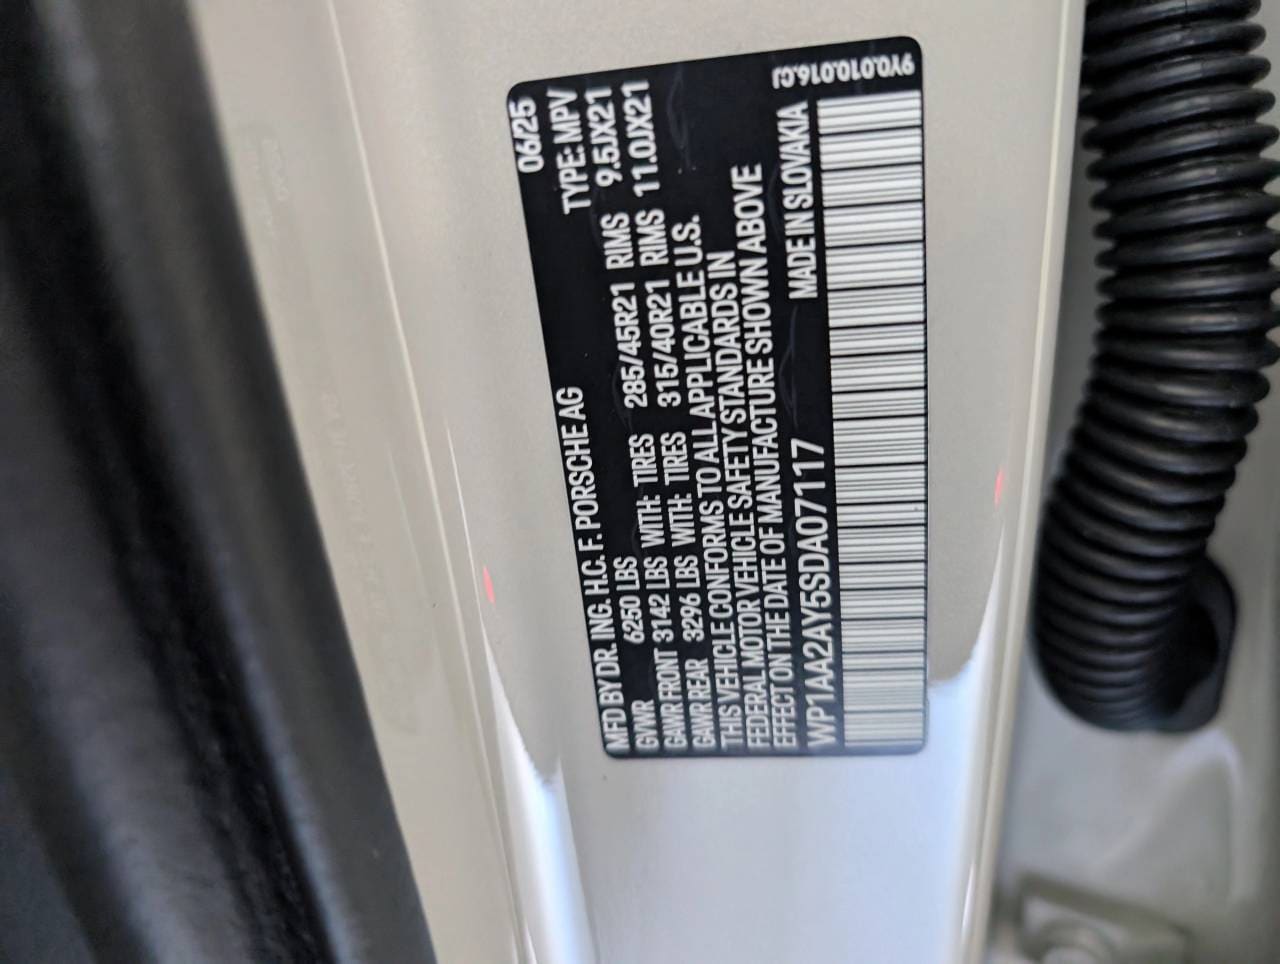 MFD BY DR. ING. H.C. F. PORSCHE AG 06/25
GVWR 6250 LBS TYPE: MPV
GAWR FRONT 3142 LBS WITH: TIRES 285/45R21 RIMS 9.5JX21
GAWR REAR 3296 LBS WITH: TIRES 315/40R21 RIMS 11.0JX21
THIS VEHICLE CONFORMS TO ALL APPLICABLE U.S.
FEDERAL MOTOR VEHICLE SAFETY STANDARDS IN
EFFECT ON THE DATE OF MANUFACTURE SHOWN ABOVE
WP1AA2AY5SDA07117 MADE IN SLOVAKIA
9Y0.010.016.CJ